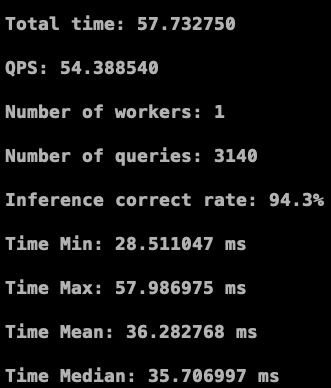 Total time: 57.732750
QPS: 54.388540
Number of workers: 1
Number of queries: 3140
Inference correct rate: 94.3%
Time Min: 28.511047 ms
Time Max: 57.986975 ms
Time Mean: 36.282768 ms
Time Median: 35.706997 ms